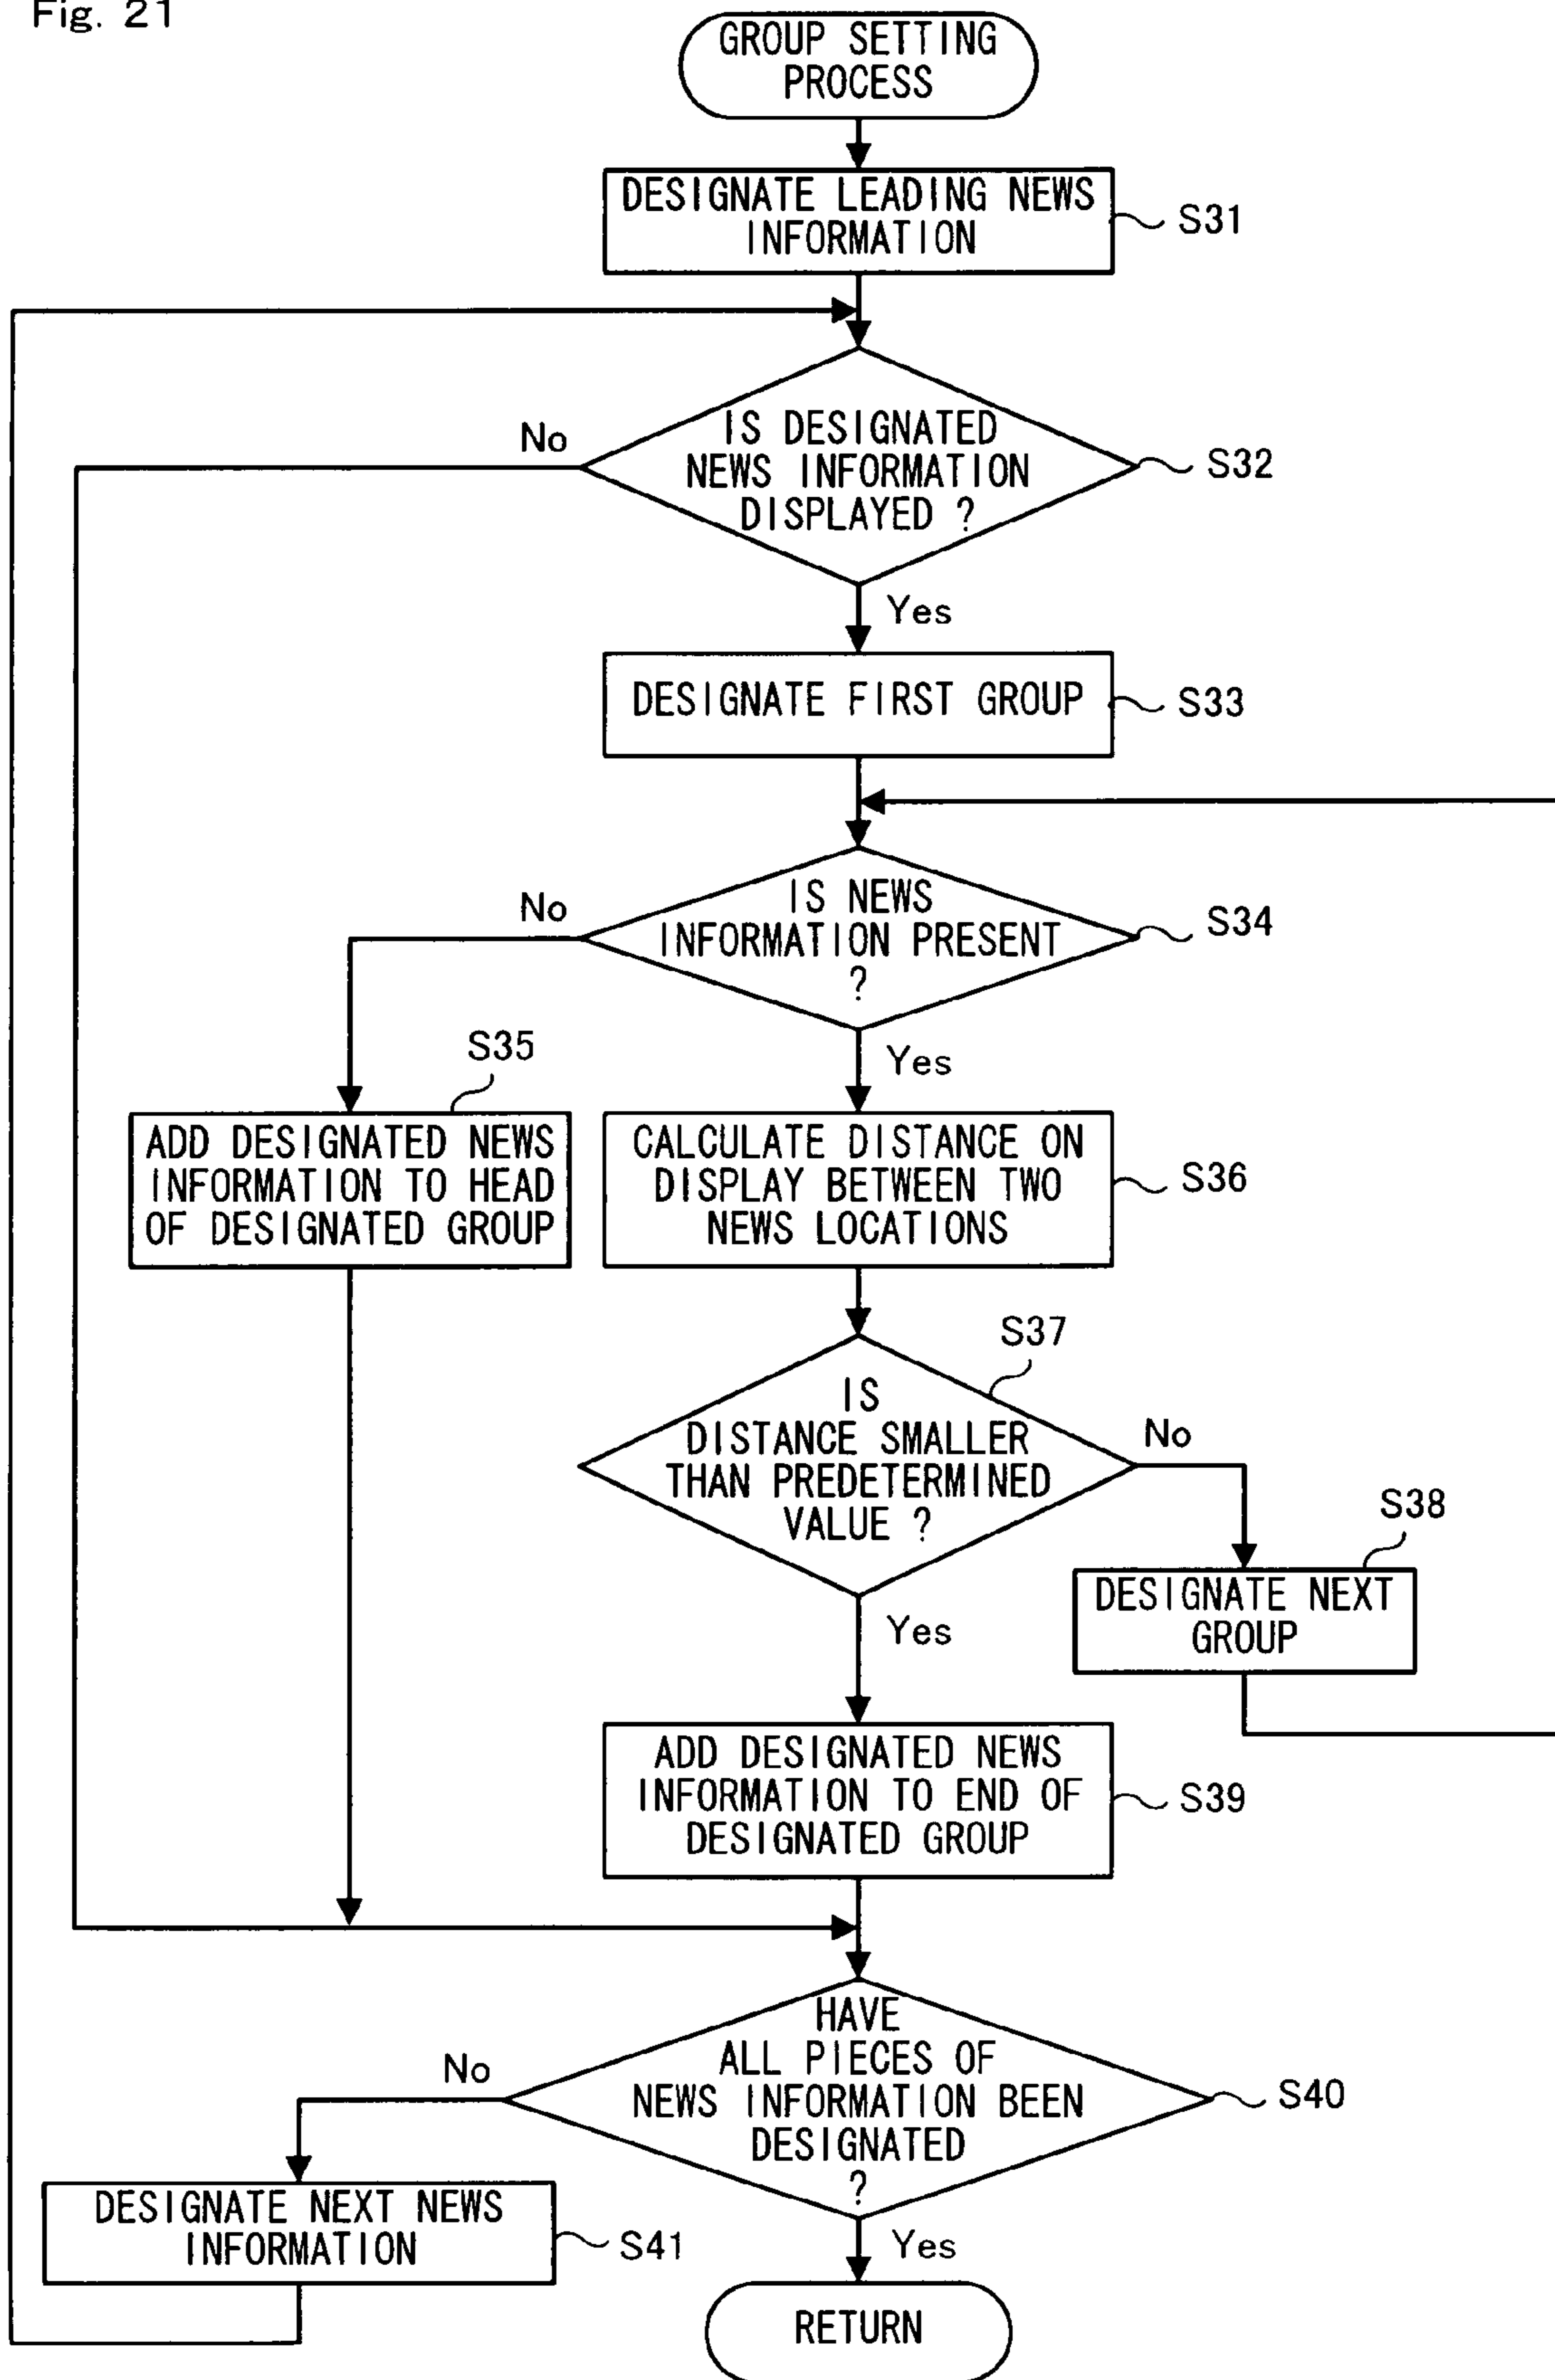 Fig. 21
GROUP SETTING
PROCESS
DESIGNATE LEADING NEWS
INFORMATION
S31
No
IS DESIGNATED
NEWS INFORMATION
DISPLAYED ?
S32
Yes
DESIGNATE FIRST GROUP
S33
No
IS NEWS
INFORMATION PRESENT
?
S34
S35
Yes
ADD DESIGNATED NEWS
INFORMATION TO HEAD
OF DESIGNATED GROUP
CALCULATE DISTANCE ON
DISPLAY BETWEEN TWO
NEWS LOCATIONS
S36
S37
IS
DISTANCE SMALLER
THAN PREDETERMINED
VALUE ?
No
S38
DESIGNATE NEXT
GROUP
Yes
ADD DESIGNATED NEWS
INFORMATION TO END OF
DESIGNATED GROUP
S39
HAVE
ALL PIECES OF
NEWS INFORMATION BEEN
DESIGNATED
?
No
S40
DESIGNATE NEXT NEWS
INFORMATION
S41
Yes
RETURN